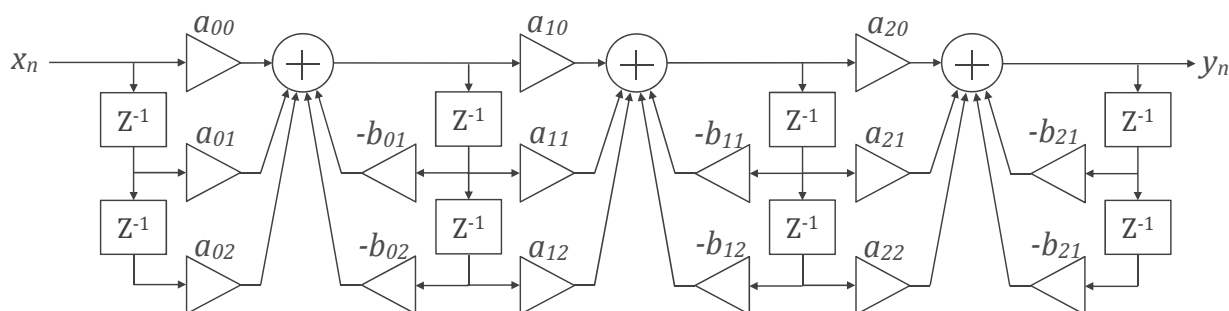 a₀₀ a₁₀ a₂₀
xₙ + + + yₙ
Z⁻¹ Z⁻¹ Z⁻¹ Z⁻¹
a₀₁ -b₀₁ a₁₁ -b₁₁ a₂₁ -b₂₁
Z⁻¹ Z⁻¹ Z⁻¹ Z⁻¹
a₀₂ -b₀₂ a₁₂ -b₁₂ a₂₂ -b₂₁